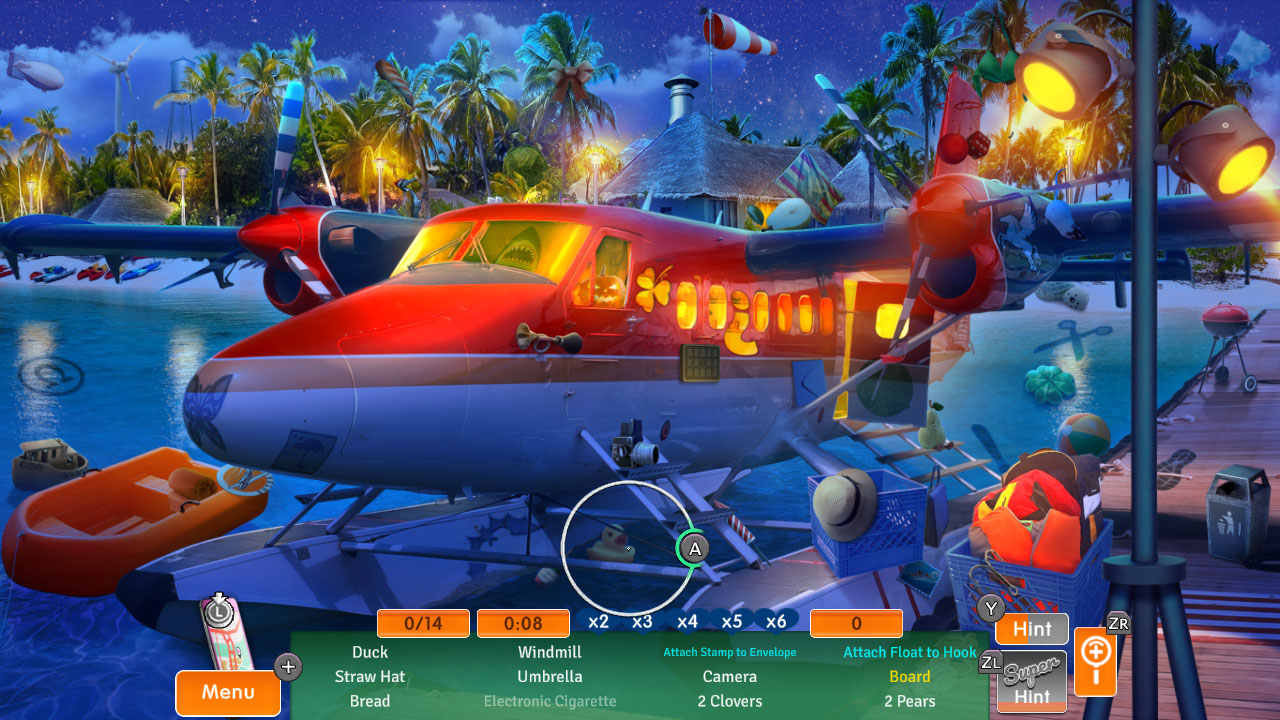 L
A
0/14
0:08
x2 x3 x4 x5 x6
0
Y
Hint
ZR
Duck
Windmill
Attach Stamp to Envelope
Attach Float to Hook
ZL
Super
Hint
+
Straw Hat
Umbrella
Camera
Board
Menu
Bread
Electronic Cigarette
2 Clovers
2 Pears